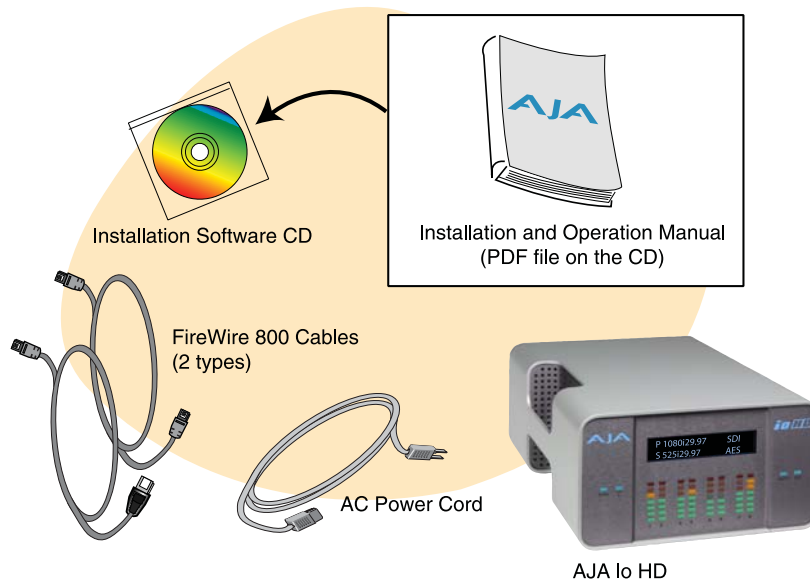 AJA
Installation Software CD
Installation and Operation Manual
(PDF file on the CD)
FireWire 800 Cables
(2 types)
AC Power Cord
AJA
P 1080i29.97 SDI
S 525i29.97 AES
ioHD
AJA Io HD